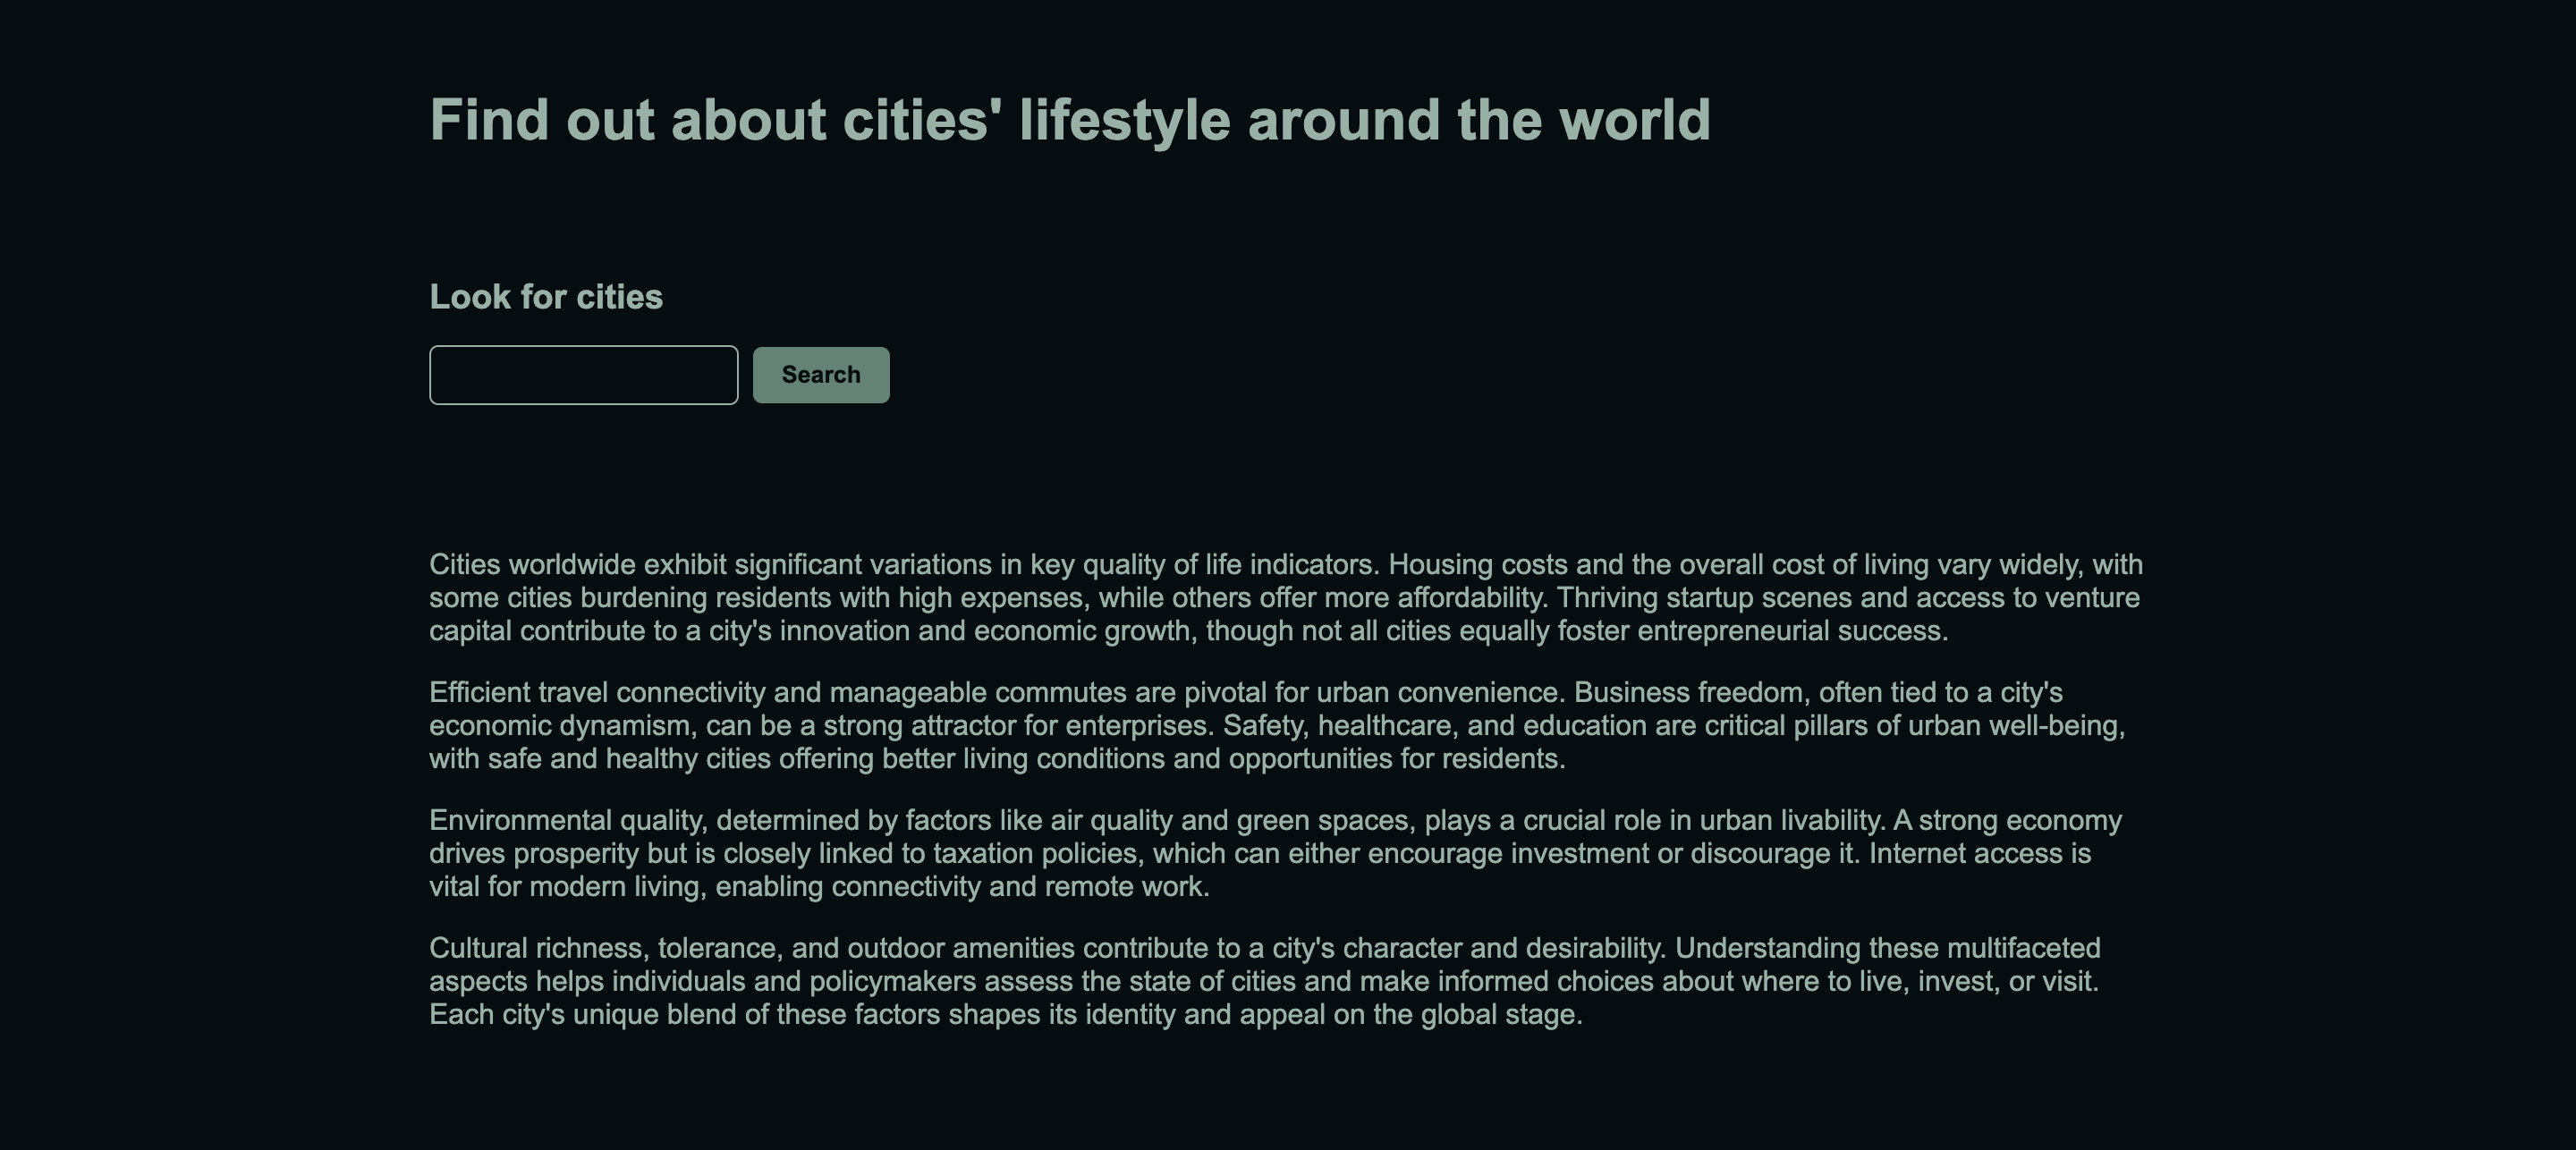 Find out about cities' lifestyle around the world
Look for cities
Search
Cities worldwide exhibit significant variations in key quality of life indicators. Housing costs and the overall cost of living vary widely, with
some cities burdening residents with high expenses, while others offer more affordability. Thriving startup scenes and access to venture
capital contribute to a city's innovation and economic growth, though not all cities equally foster entrepreneurial success.
Efficient travel connectivity and manageable commutes are pivotal for urban convenience. Business freedom, often tied to a city's
economic dynamism, can be a strong attractor for enterprises. Safety, healthcare, and education are critical pillars of urban well-being,
with safe and healthy cities offering better living conditions and opportunities for residents.
Environmental quality, determined by factors like air quality and green spaces, plays a crucial role in urban livability. A strong economy
drives prosperity but is closely linked to taxation policies, which can either encourage investment or discourage it. Internet access is
vital for modern living, enabling connectivity and remote work.
Cultural richness, tolerance, and outdoor amenities contribute to a city's character and desirability. Understanding these multifaceted
aspects helps individuals and policymakers assess the state of cities and make informed choices about where to live, invest, or visit.
Each city's unique blend of these factors shapes its identity and appeal on the global stage.